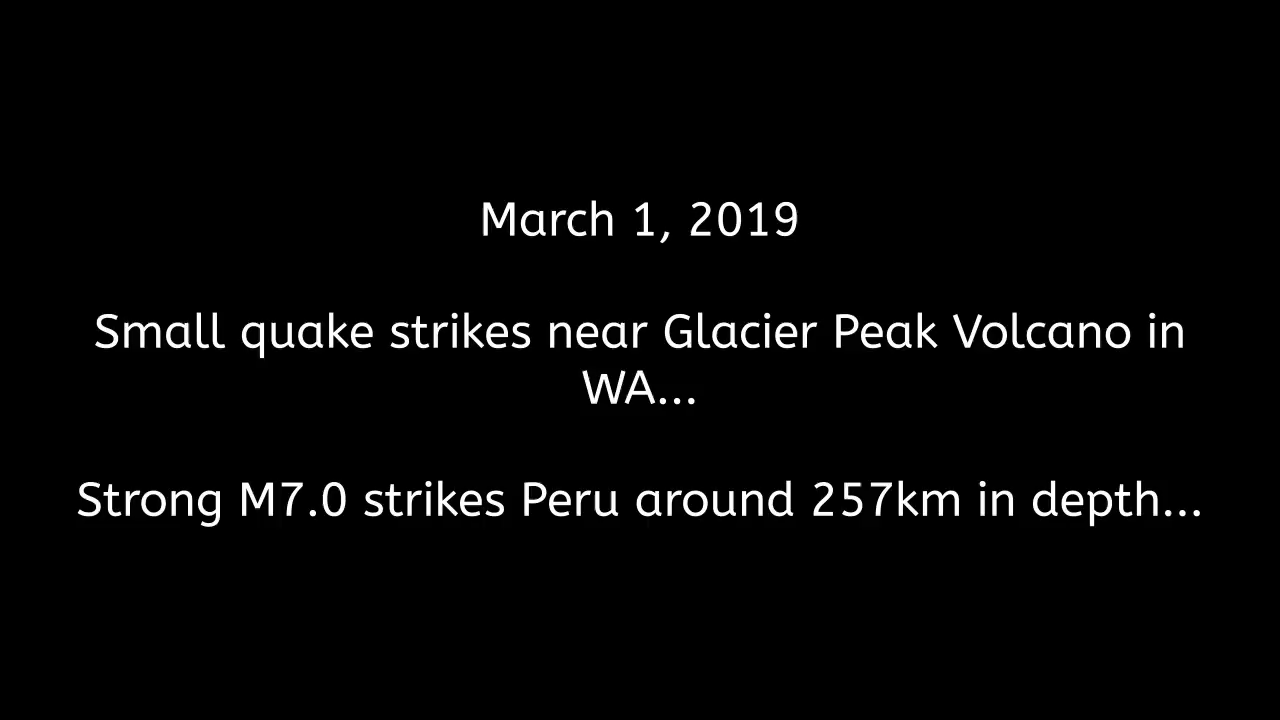 March 1, 2019
Small quake strikes near Glacier Peak Volcano in
WA...
Strong M7.0 strikes Peru around 257km in depth...